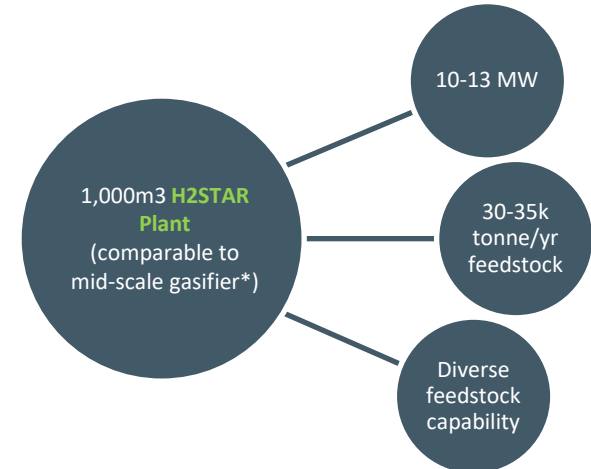 1,000m3 H2STAR
Plant
(comparable to
mid-scale gasifier*)
10-13 MW
30-35k
tonne/yr
feedstock
Diverse
feedstock
capability